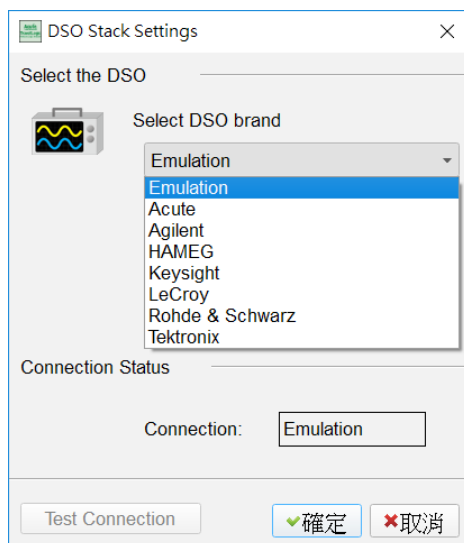 DSO Stack Settings
Select the DSO
Select DSO brand
Emulation
Emulation
Acute
Agilent
HAMEG
Keysight
LeCroy
Rohde & Schwarz
Tektronix
Connection Status
Connection: Emulation
Test Connection 確定 取消